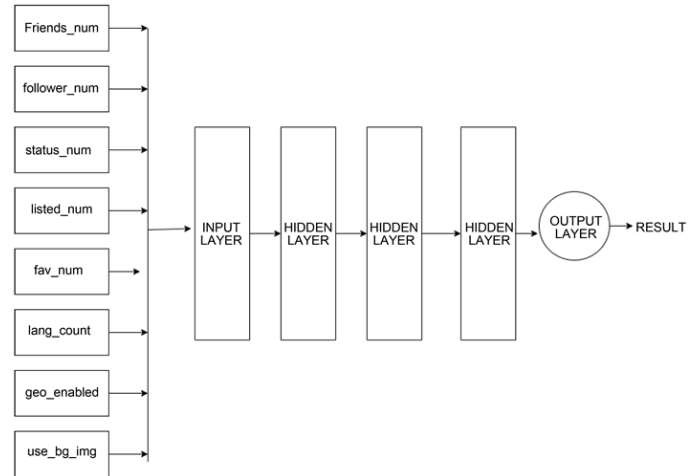 Friends_num
follower_num
status_num
listed_num
fav_num
lang_count
geo_enabled
use_bg_img
INPUT
LAYER
HIDDEN
LAYER
HIDDEN
LAYER
HIDDEN
LAYER
OUTPUT
LAYER
RESULT